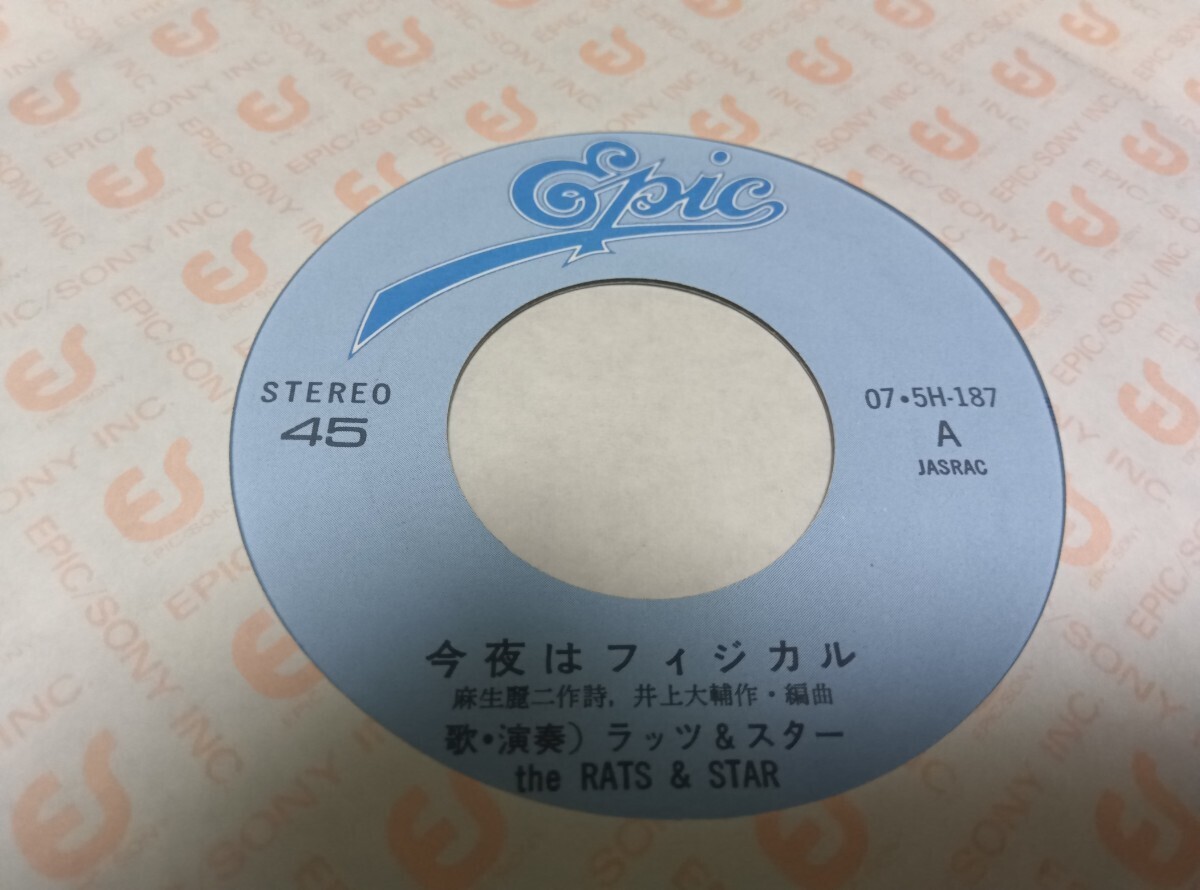 Epic
STEREO
45
07・5H-187
A
JASRAC
今夜はフィジカル
麻生麗二作詩, 井上大輔作・編曲
歌・演奏) ラッツ&スター
the RATS & STAR
EPIC/SONY INC